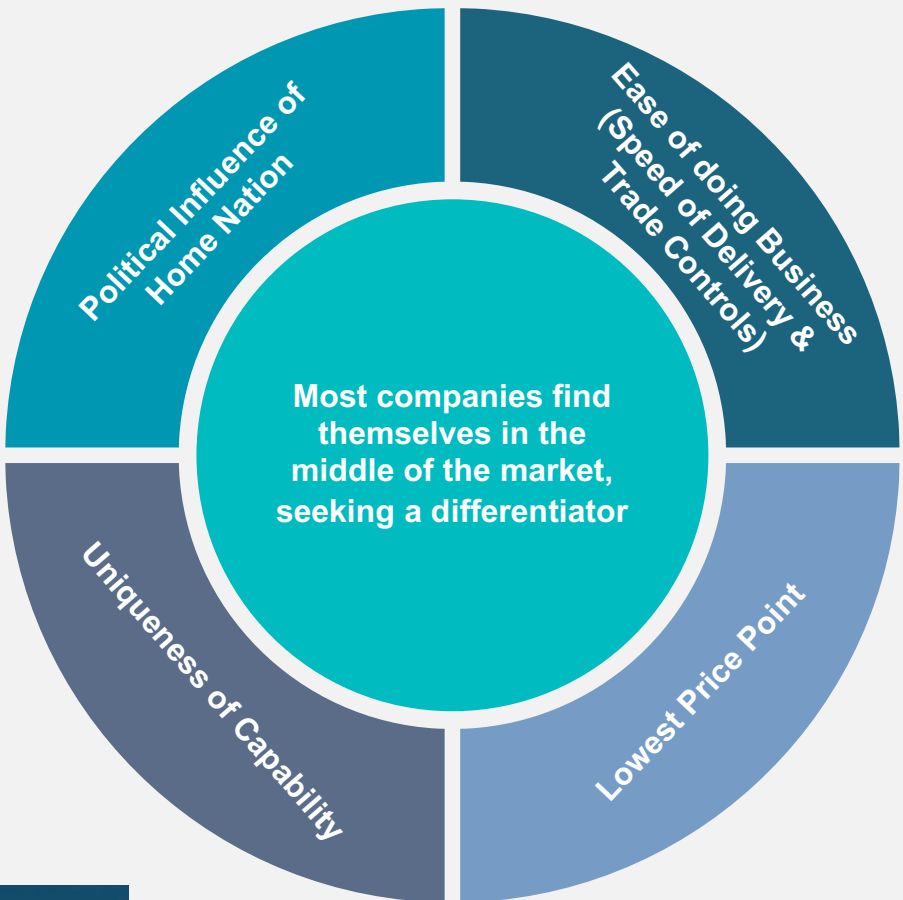 Political Influence of
Home Nation
Ease of doing Business
(Speed of Delivery &
Trade Controls)
Most companies find
themselves in the
middle of the market,
seeking a differentiator
Uniqueness of Capability
Lowest Price Point